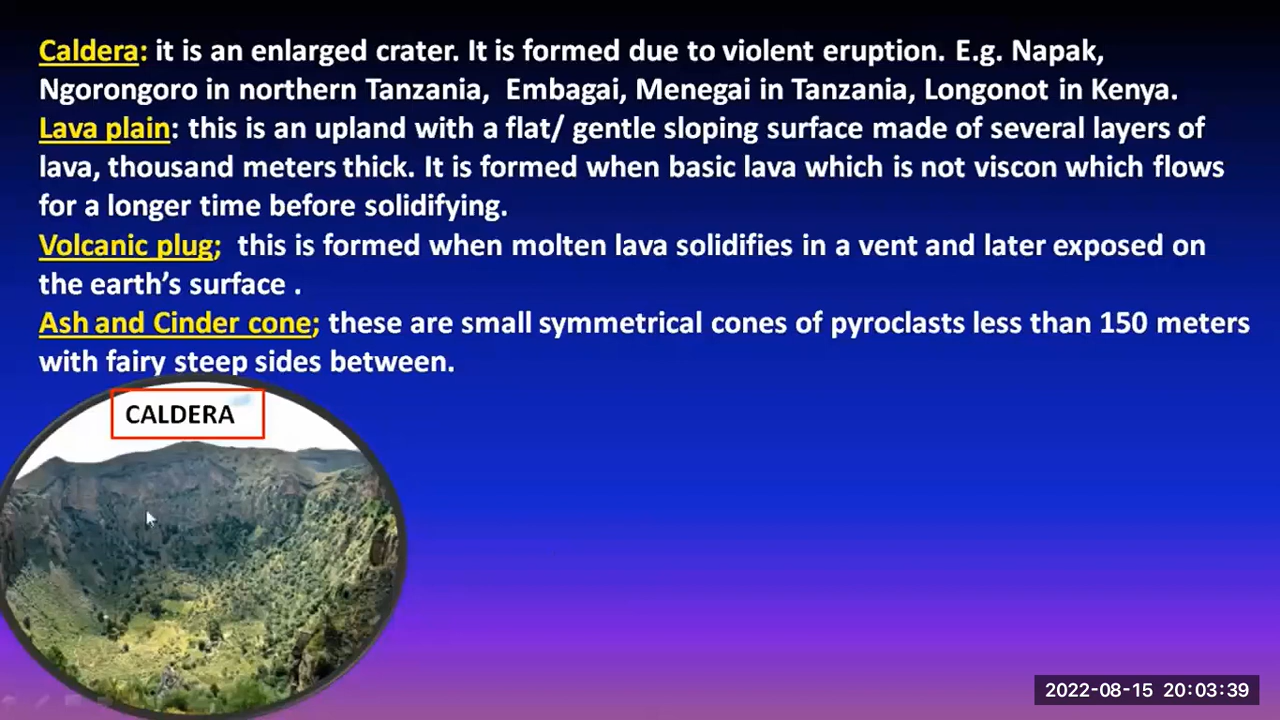 Caldera: it is an enlarged crater. It is formed due to violent eruption. E.g. Napak,
Ngorongoro in northern Tanzania, Embagai, Menegai in Tanzania, Longonot in Kenya.
Lava plain: this is an upland with a flat/ gentle sloping surface made of several layers of
lava, thousand meters thick. It is formed when basic lava which is not viscon which flows
for a longer time before solidifying.
Volcanic plug; this is formed when molten lava solidifies in a vent and later exposed on
the earth’s surface .
Ash and Cinder cone; these are small symmetrical cones of pyroclasts less than 150 meters
with fairy steep sides between.
CALDERA
2022-08-15 20:03:39